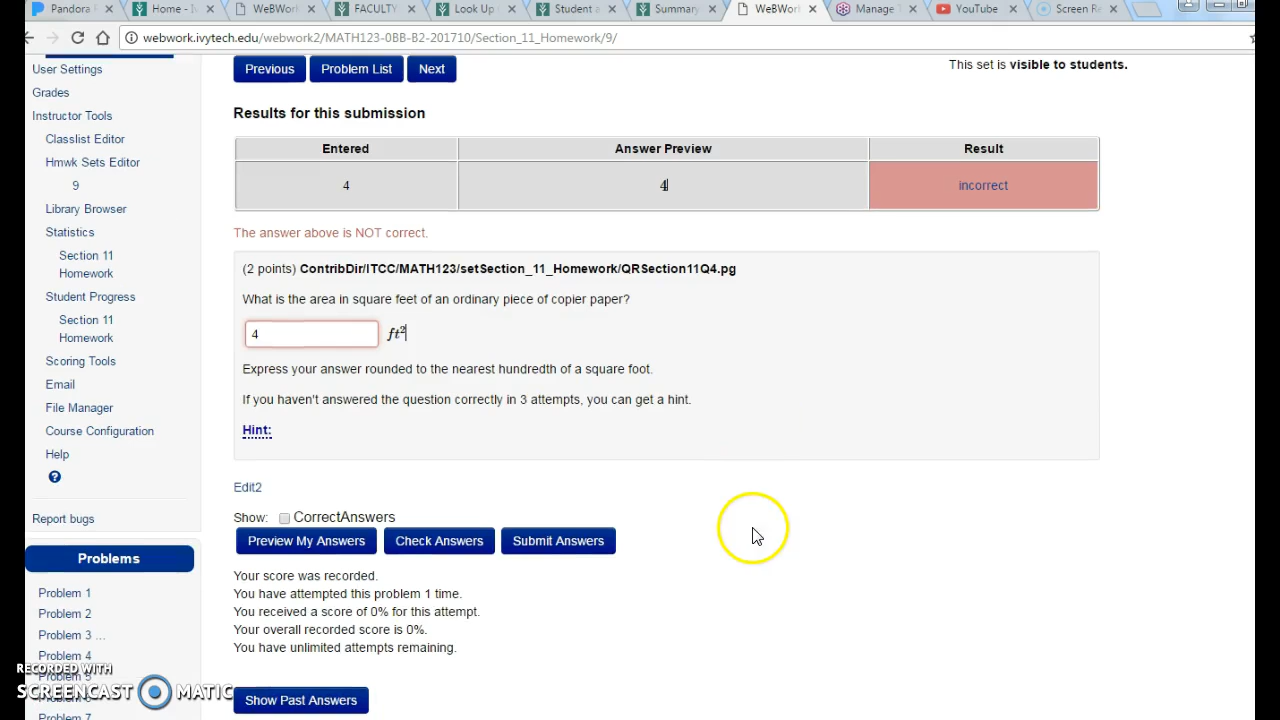 Pandora R
Home - Iv
WeBWorK
FACULTY
Look Up
Student a
Summary
WeBWork
Manage T
YouTube
Screen Re
webwork.ivytech.edu/webwork2/MATH123-0BB-B2-201710/Section_11_Homework/9/
User Settings
Grades
Instructor Tools
Classlist Editor
Hmwk Sets Editor
9
Library Browser
Statistics
Section 11
Homework
Student Progress
Section 11
Homework
Scoring Tools
Email
File Manager
Course Configuration
Help
?
Report bugs
Problems
Problem 1
Problem 2
Problem 3 ...
Problem 4
Problem 7
Previous Problem List Next
This set is visible to students.
Results for this submission
Entered Answer Preview Result
4 4 incorrect
The answer above is NOT correct.
(2 points) ContribDir/ITCC/MATH123/setSection_11_Homework/QRSection11Q4.pg
What is the area in square feet of an ordinary piece of copier paper?
4 ft²
Express your answer rounded to the nearest hundredth of a square foot.
If you haven't answered the question correctly in 3 attempts, you can get a hint.
Hint:
Edit2
Show: CorrectAnswers
Preview My Answers Check Answers Submit Answers
Your score was recorded.
You have attempted this problem 1 time.
You received a score of 0% for this attempt.
Your overall recorded score is 0%.
You have unlimited attempts remaining.
Show Past Answers
RECORDED WITH
SCREENCAST MATIC